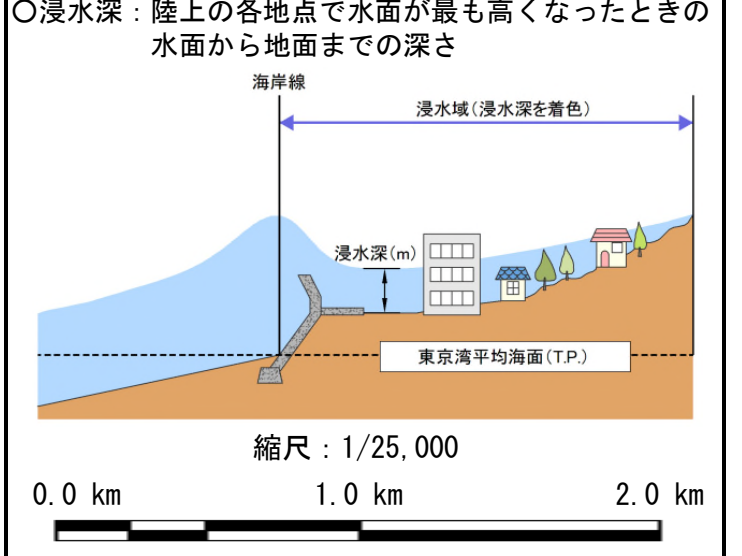 〇浸水深：陸上の各地点で水面が最も高くなったときの
水面から地面までの深さ
海岸線
浸水域(浸水深を着色)
浸水深(m)
東京湾平均海面(T.P.)
縮尺：1/25,000
0.0 km 1.0 km 2.0 km